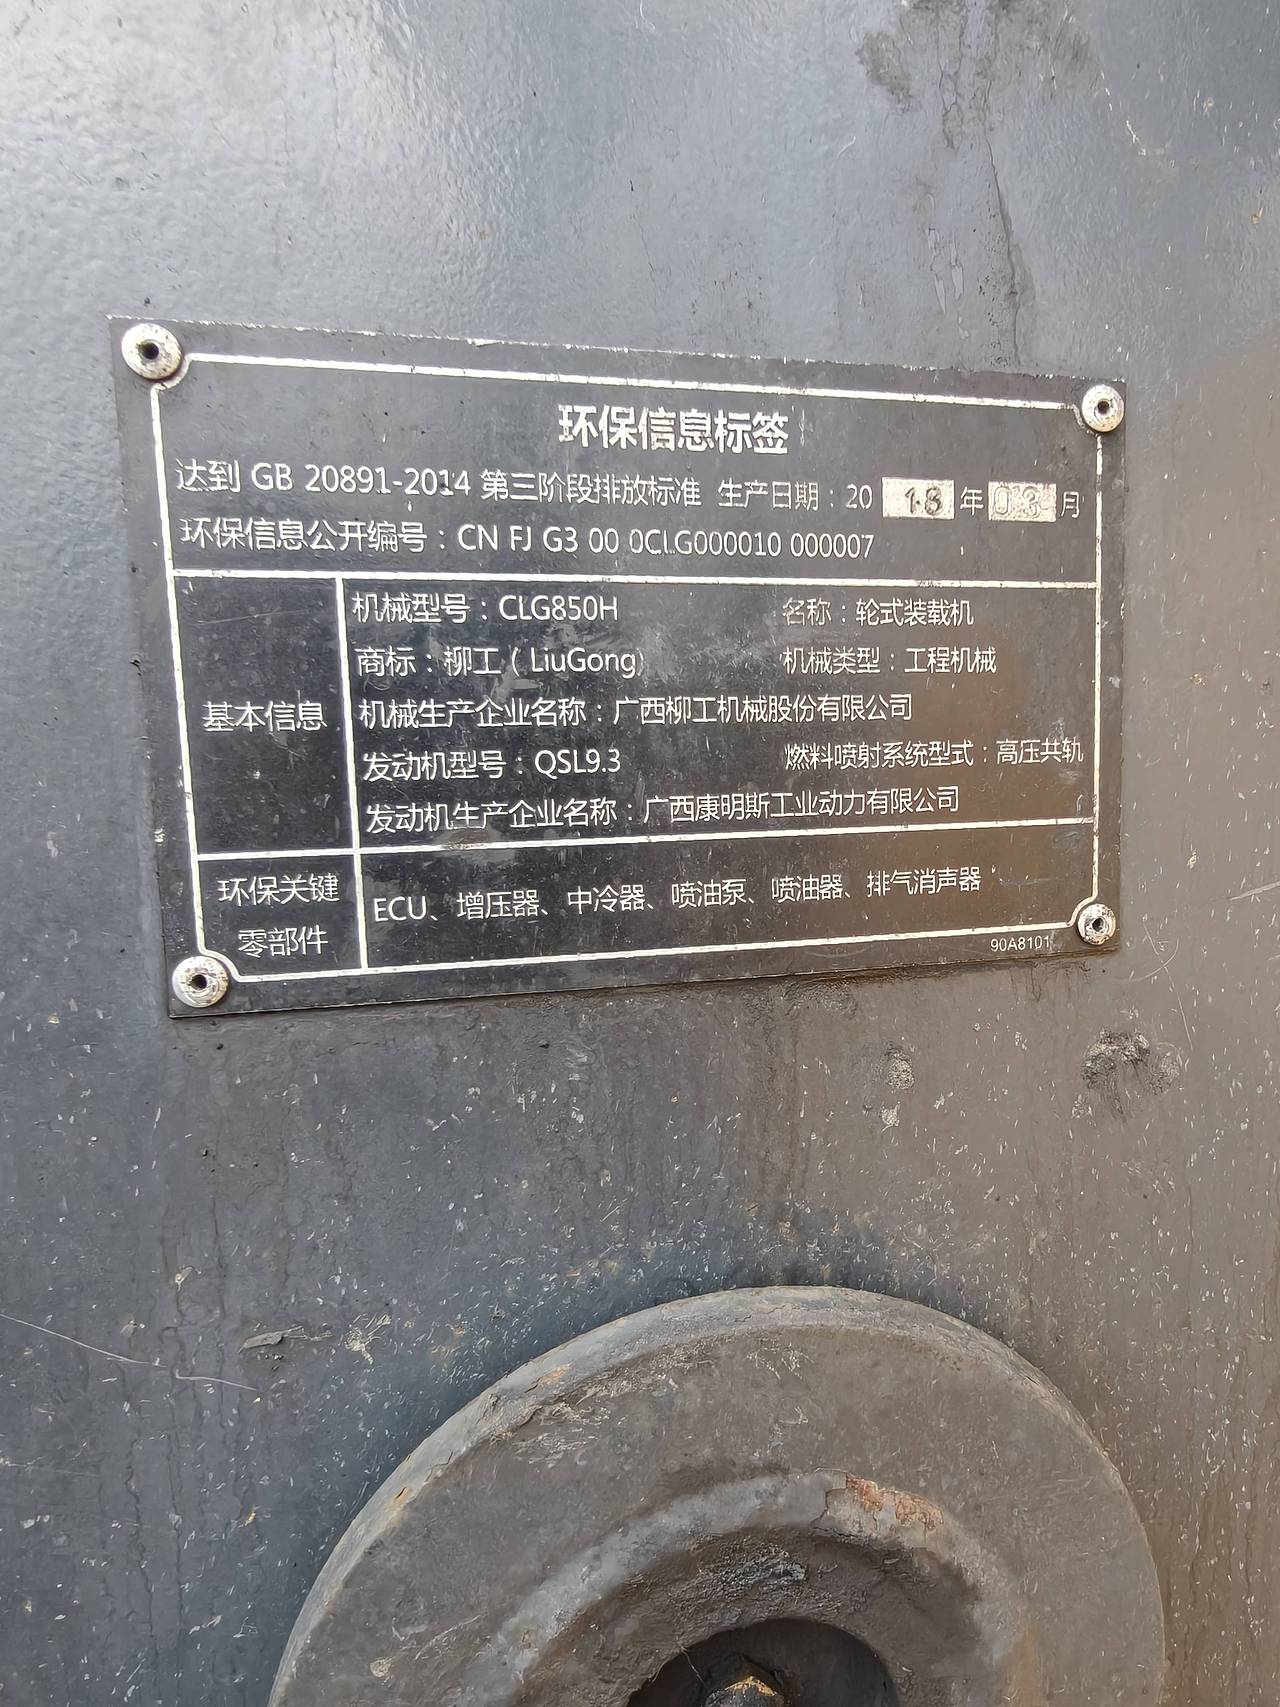 环保信息标签
达到 GB 20891-2014 第三阶段排放标准 生产日期：20 18 年 03 月
环保信息公开编号：CN FJ G3 00 0CLG000010 000007
基本信息
机械型号：CLG850H 名称：轮式装载机
商标：柳工（LiuGong） 机械类型：工程机械
机械生产企业名称：广西柳工机械股份有限公司
发动机型号：QSL9.3 燃料喷射系统型式：高压共轨
发动机生产企业名称：广西康明斯工业动力有限公司
环保关键
零部件
ECU、增压器、中冷器、喷油泵、喷油器、排气消声器
90A8101